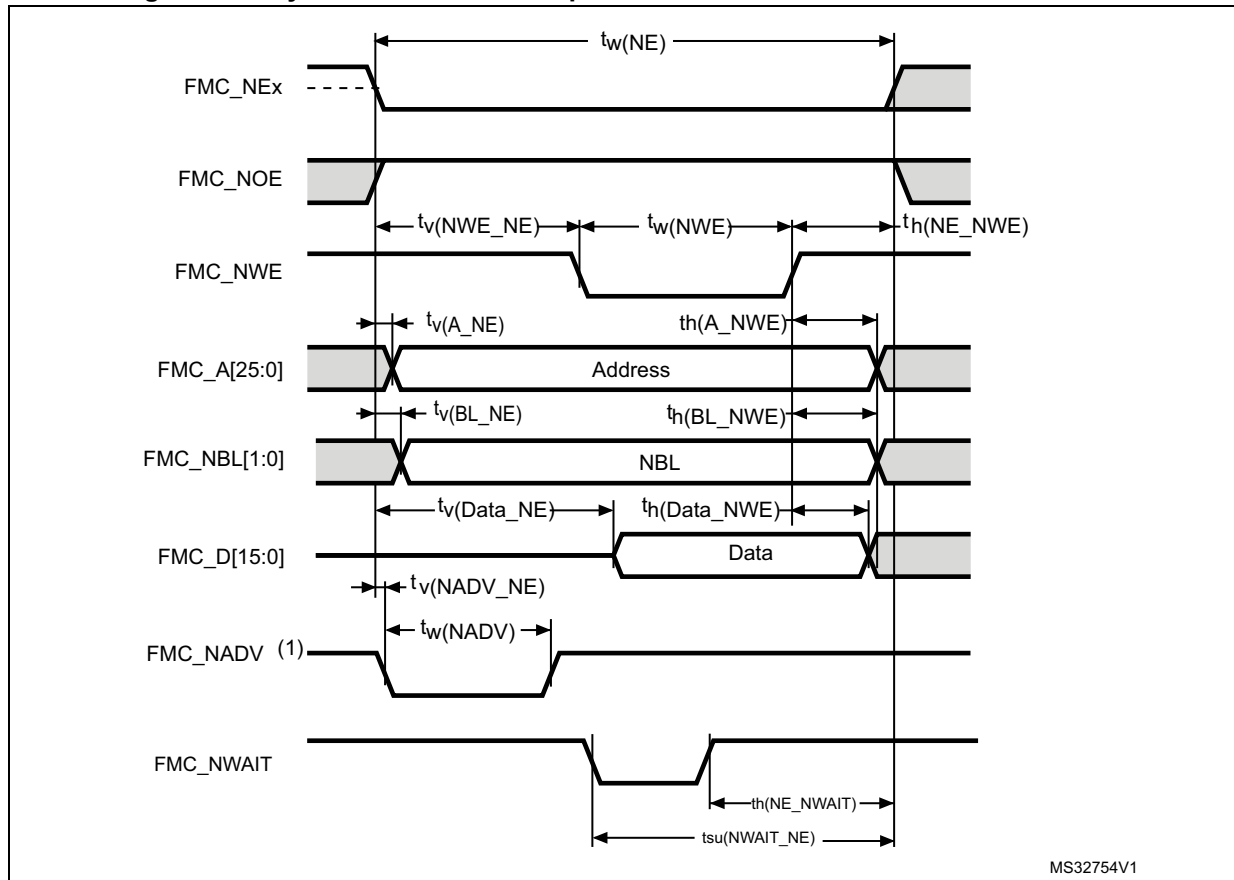 tw(NE)
FMC_NEx
FMC_NOE
tv(NWE_NE) tw(NWE) th(NE_NWE)
FMC_NWE
tv(A_NE) th(A_NWE)
FMC_A[25:0] Address
tv(BL_NE) th(BL_NWE)
FMC_NBL[1:0] NBL
tv(Data_NE) th(Data_NWE)
FMC_D[15:0] Data
tv(NADV_NE)
tw(NADV)
FMC_NADV (1)
FMC_NWAIT
th(NE_NWAIT)
tsu(NWAIT_NE)
MS32754V1